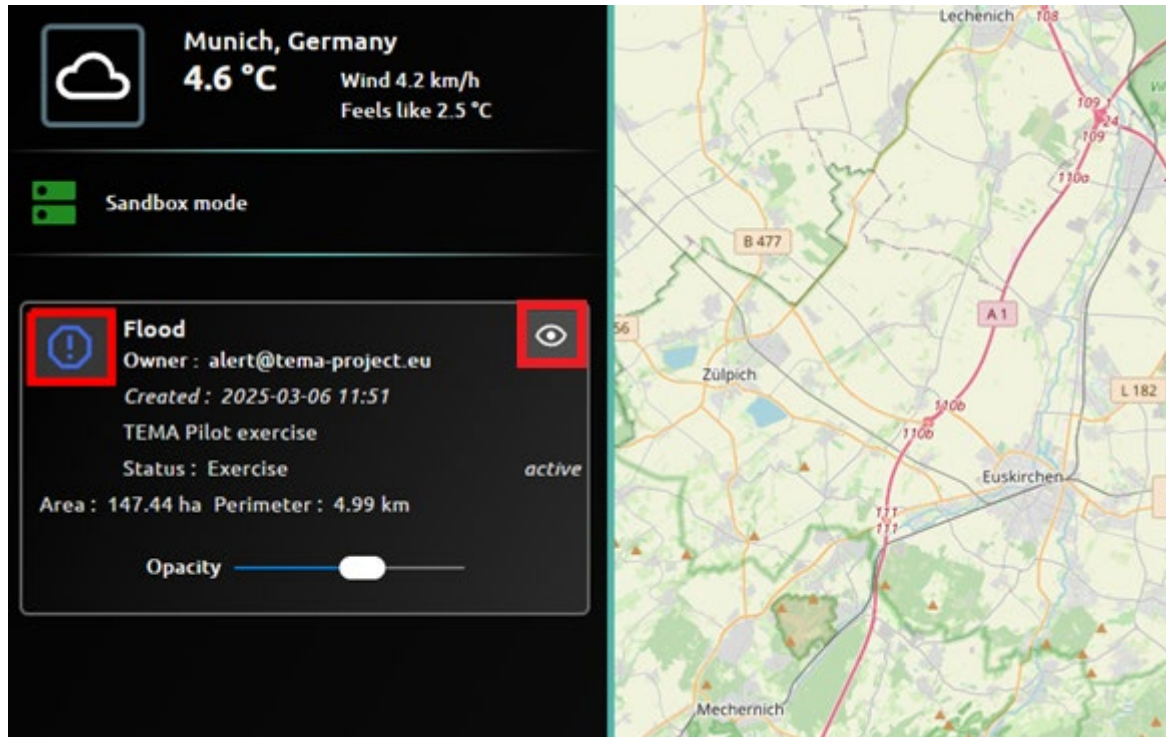 Munich, Germany
4.6 °C
Wind 4.2 km/h
Feels like 2.5 °C
Sandbox mode
Flood
Owner : alert@tema-project.eu
Created : 2025-03-06 11:51
TEMA Pilot exercise
Status : Exercise active
Area : 147.44 ha Perimeter : 4.99 km
Opacity
Lechenich
108
109
24
109
110a
B 477
A 1
56
Zülpich
L 182
110b
110b
Euskirchen
111
111
Mechernich